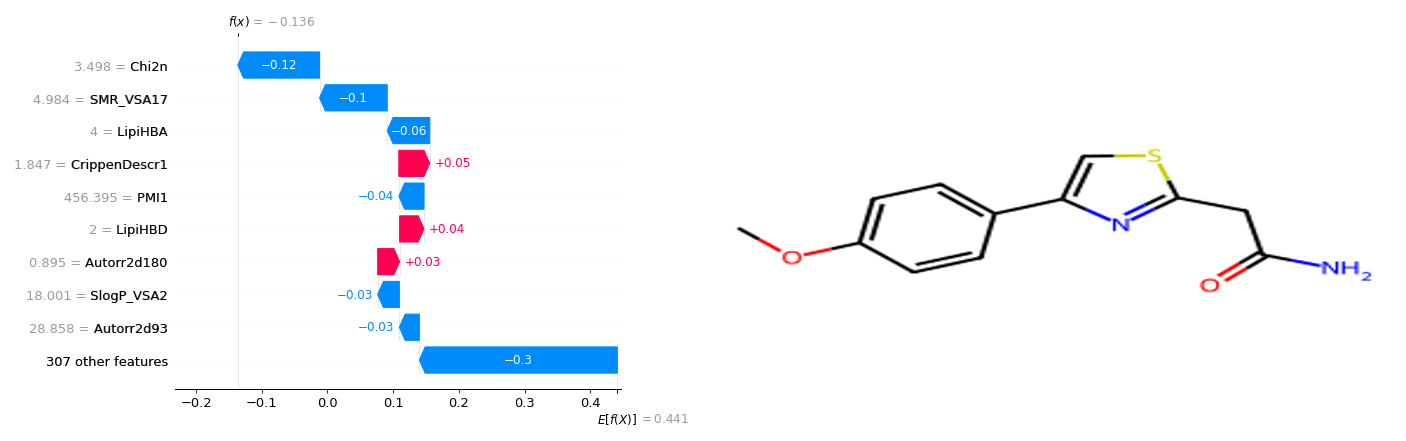 f(x) = −0.136
3.498 = Chi2n
−0.12
4.984 = SMR_VSA17
−0.1
4 = LipiHBA
−0.06
1.847 = CrippenDescr1
+0.05
456.395 = PMI1
−0.04
2 = LipiHBD
+0.04
0.895 = Autorr2d180
+0.03
18.001 = SlogP_VSA2
−0.03
28.858 = Autorr2d93
−0.03
307 other features
−0.3
−0.2 −0.1 0.0 0.1 0.2 0.3 0.4
E[f(X)] = 0.441
S
N
O
O
NH2